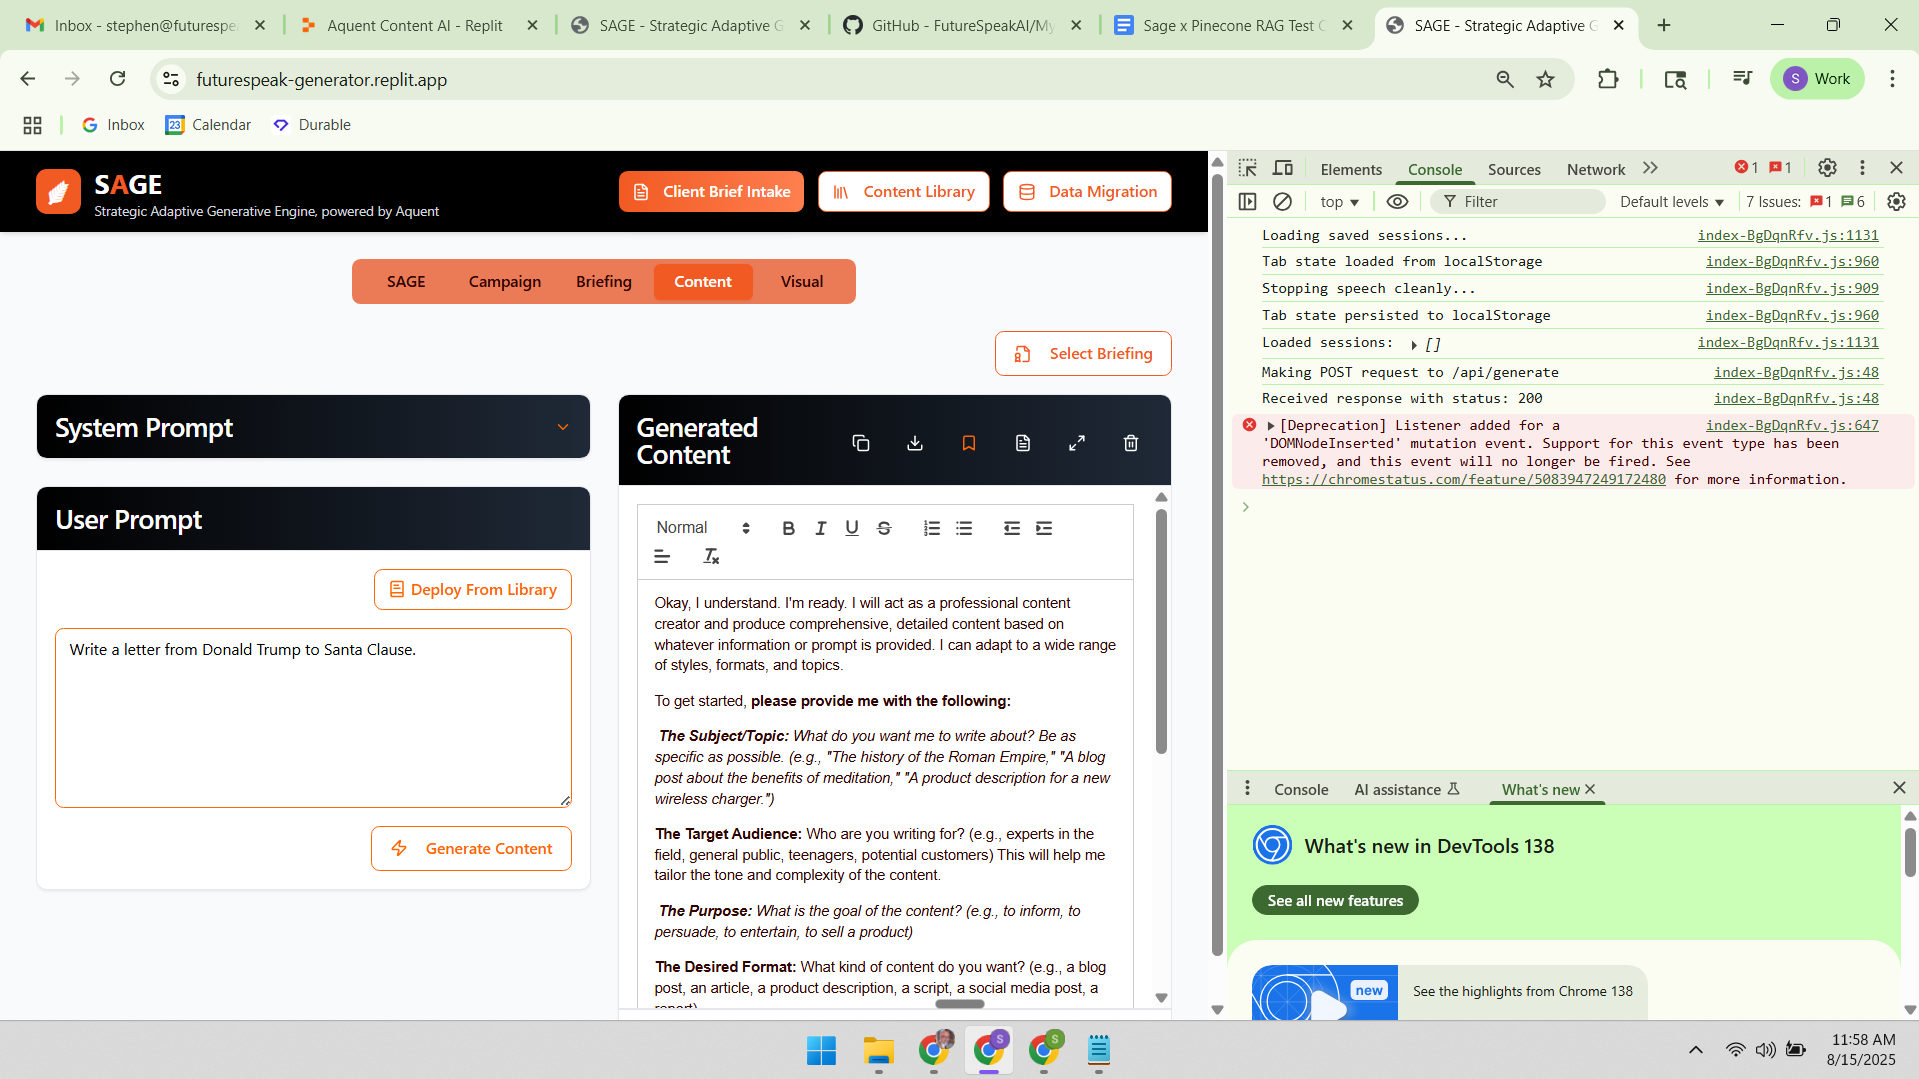 Inbox - stephen@futurespe
Aquent Content AI - Replit
SAGE - Strategic Adaptive G
GitHub - FutureSpeakAI/My
Sage x Pinecone RAG Test C
SAGE - Strategic Adaptive G
futurespeak-generator.replit.app
S Work
Inbox
23 Calendar
Durable
SAGE
Strategic Adaptive Generative Engine, powered by Aquent
Client Brief Intake
Content Library
Data Migration
SAGE Campaign Briefing Content Visual
Select Briefing
System Prompt
User Prompt
Deploy From Library
Write a letter from Donald Trump to Santa Clause.
Generate Content
Generated
Content
Normal
Okay, I understand. I'm ready. I will act as a professional content
creator and produce comprehensive, detailed content based on
whatever information or prompt is provided. I can adapt to a wide range
of styles, formats, and topics.
To get started, please provide me with the following:
The Subject/Topic: What do you want me to write about? Be as
specific as possible. (e.g., "The history of the Roman Empire," "A blog
post about the benefits of meditation," "A product description for a new
wireless charger.")
The Target Audience: Who are you writing for? (e.g., experts in the
field, general public, teenagers, potential customers) This will help me
tailor the tone and complexity of the content.
The Purpose: What is the goal of the content? (e.g., to inform, to
persuade, to entertain, to sell a product)
The Desired Format: What kind of content do you want? (e.g., a blog
post, an article, a product description, a script, a social media post, a
report)
Elements Console Sources Network 1 1
top Filter Default levels 7 Issues: 1 6
Loading saved sessions... index-BgDqnRfv.js:1131
Tab state loaded from localStorage index-BgDqnRfv.js:960
Stopping speech cleanly... index-BgDqnRfv.js:909
Tab state persisted to localStorage index-BgDqnRfv.js:960
Loaded sessions: [] index-BgDqnRfv.js:1131
Making POST request to /api/generate index-BgDqnRfv.js:48
Received response with status: 200 index-BgDqnRfv.js:48
[Deprecation] Listener added for a index-BgDqnRfv.js:647
'DOMNodeInserted' mutation event. Support for this event type has been
removed, and this event will no longer be fired. See
https://chromestatus.com/feature/5083947249172480 for more information.
Console AI assistance What's new
What's new in DevTools 138
See all new features
new
See the highlights from Chrome 138
11:58 AM
8/15/2025